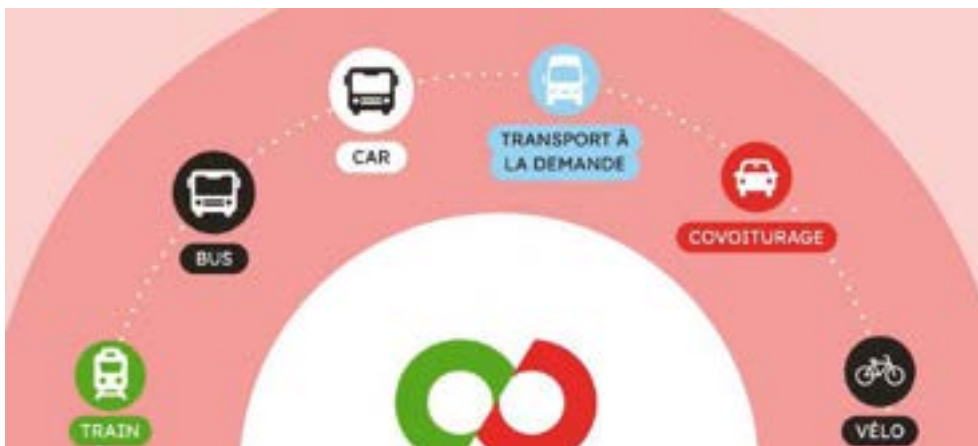 CAR
TRANSPORT À
LA DEMANDE
COVOITURAGE
BUS
TRAIN
VÉLO